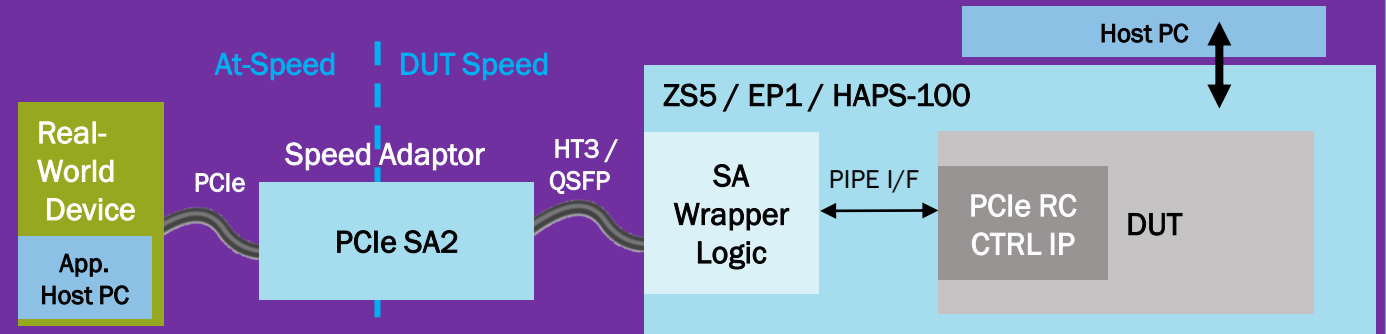 Host PC
At-Speed
DUT Speed
ZS5 / EP1 / HAPS-100
Real-
World
Device
App.
Host PC
PCIe
Speed Adaptor
PCIe SA2
HT3 /
QSFP
SA
Wrapper
Logic
PIPE I/F
PCIe RC
CTRL IP
DUT